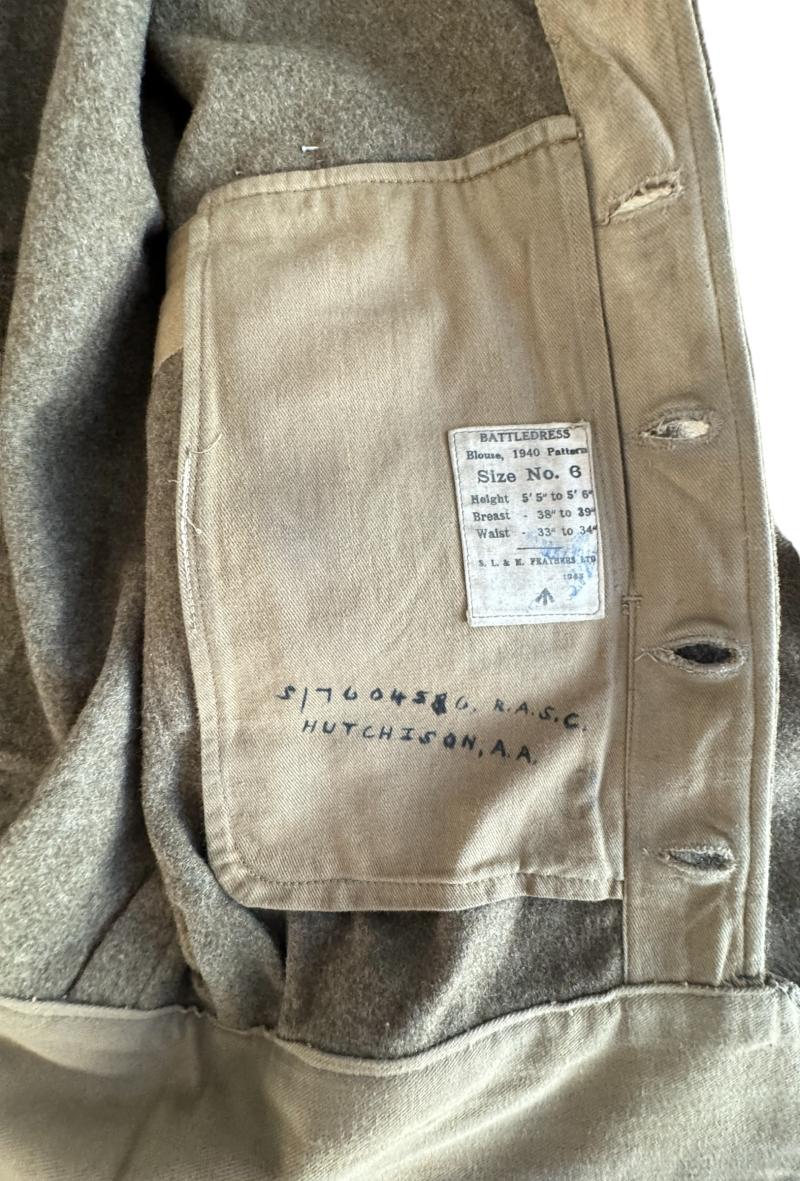 BATTLEDRESS
Blouse, 1940 Pattern
Size No. 6
Height 5' 5" to 5' 6"
Breast - 38" to 39"
Waist - 33" to 34"
S. L. & M. FEATHERS LTD
R.A.S.C.
HUTCHISON, A.A.